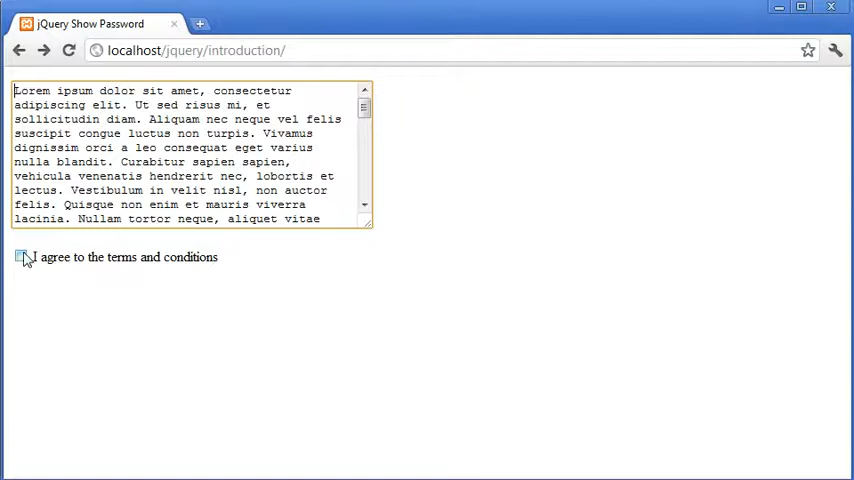 jQuery Show Password
localhost/jquery/introduction/
Lorem ipsum dolor sit amet, consectetur
adipiscing elit. Ut sed risus mi, et
sollicitudin diam. Aliquam nec neque vel felis
suscipit congue luctus non turpis. Vivamus
dignissim orci a leo consequat eget varius
nulla blandit. Curabitur sapien sapien,
vehicula venenatis hendrerit nec, lobortis et
lectus. Vestibulum in velit nisl, non auctor
felis. Quisque non enim et mauris viverra
lacinia. Nullam tortor neque, aliquet vitae
I agree to the terms and conditions